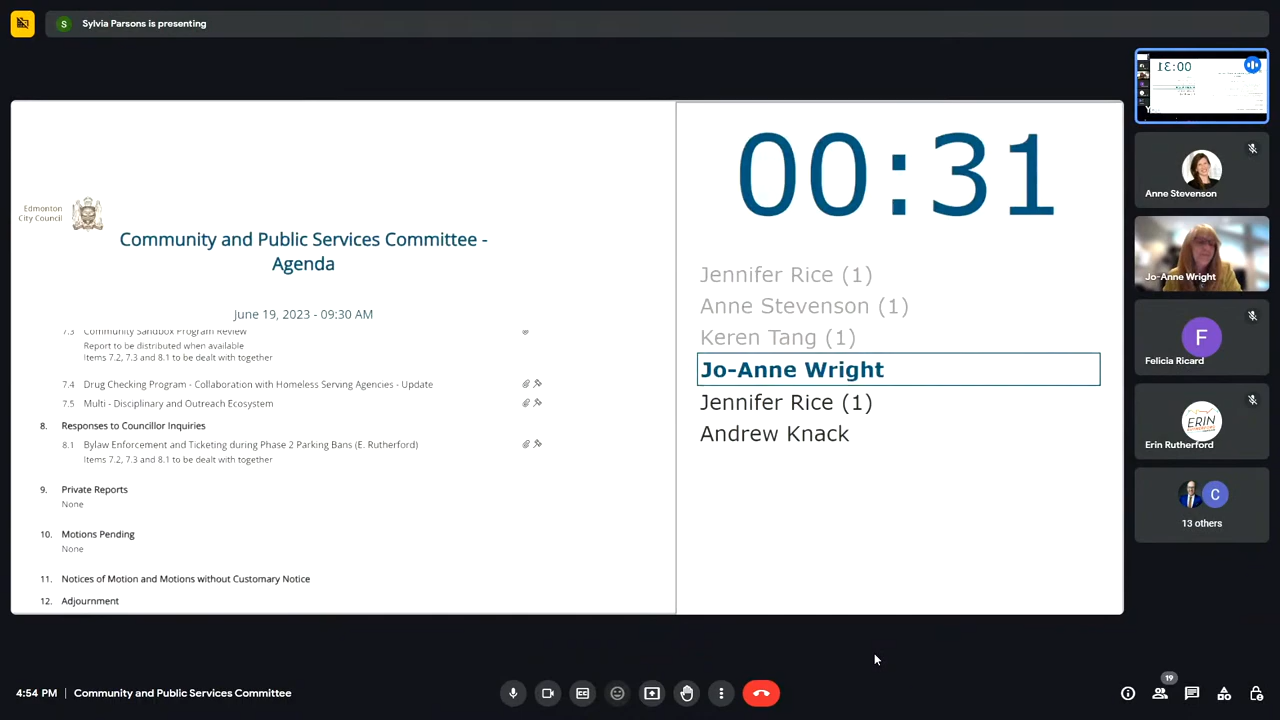 Sylvia Parsons is presenting
S
Edmonton
City Council
Community and Public Services Committee -
Agenda
June 19, 2023 - 09:30 AM
7.3 Community Sandbox Program Review
Report to be distributed when available
Items 7.2, 7.3 and 8.1 to be dealt with together
7.4 Drug Checking Program - Collaboration with Homeless Serving Agencies - Update
7.5 Multi - Disciplinary and Outreach Ecosystem
8. Responses to Councillor Inquiries
8.1 Bylaw Enforcement and Ticketing during Phase 2 Parking Bans (E. Rutherford)
Items 7.2, 7.3 and 8.1 to be dealt with together
9. Private Reports
None
10. Motions Pending
None
11. Notices of Motion and Motions without Customary Notice
12. Adjournment
00:31
Jennifer Rice (1)
Anne Stevenson (1)
Keren Tang (1)
Jo-Anne Wright
Jennifer Rice (1)
Andrew Knack
00:31
Anne Stevenson
Jo-Anne Wright
F
Felicia Ricard
ERIN
Erin Rutherford
C
13 others
4:54 PM | Community and Public Services Committee
19